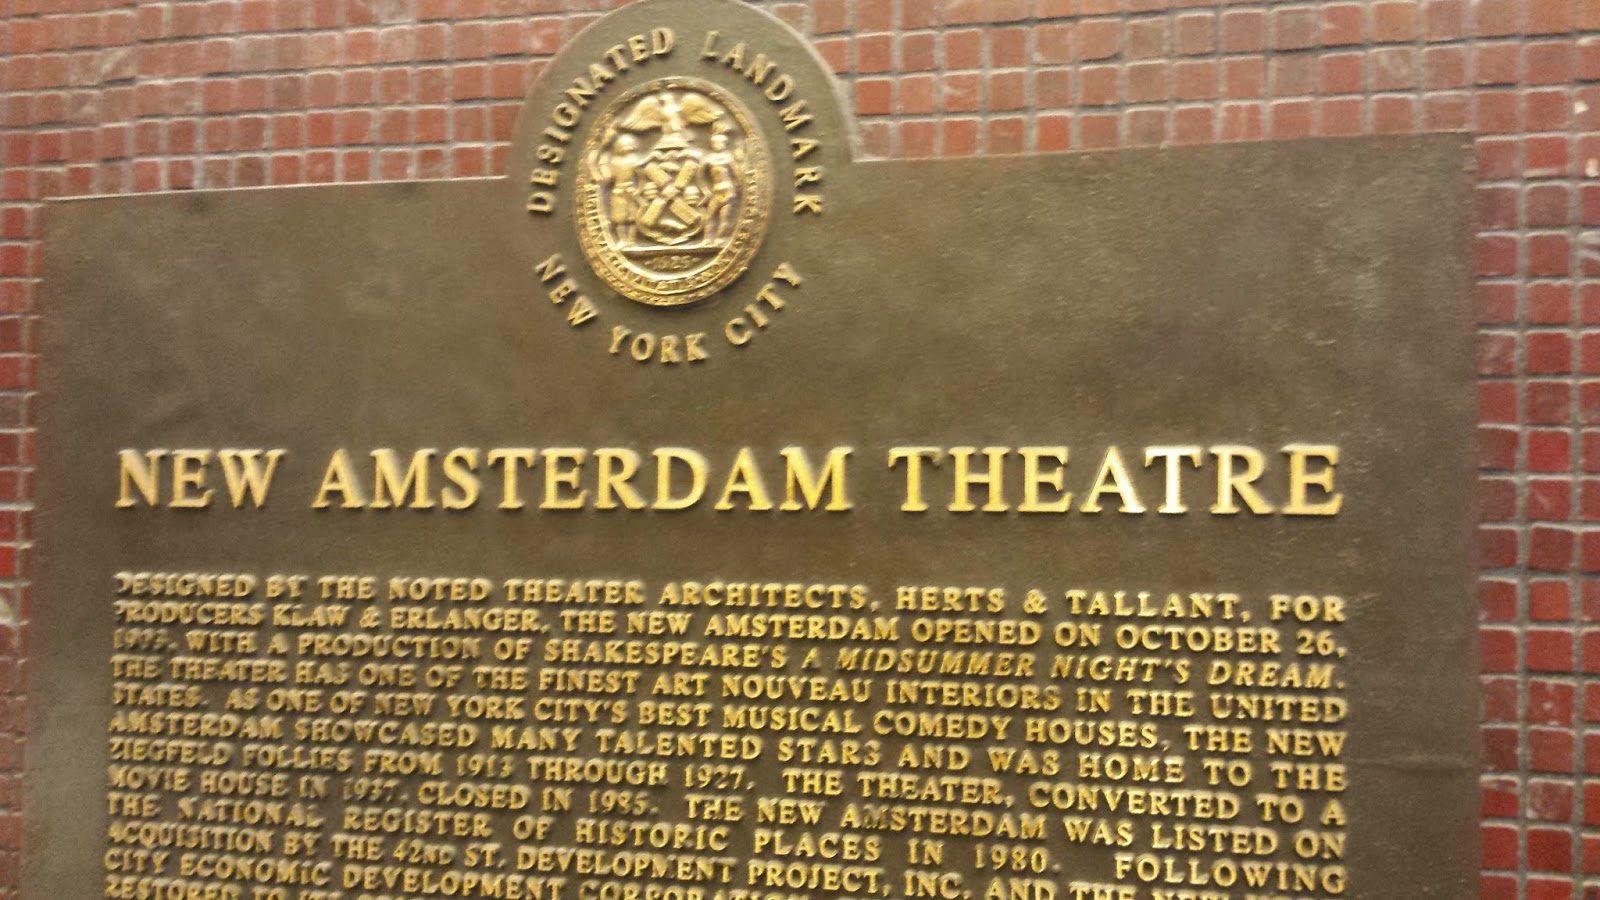 DESIGNATED LANDMARK
NEW YORK CITY
1625
NEW AMSTERDAM THEATRE
DESIGNED BY THE NOTED THEATER ARCHITECTS, HERTS & TALLANT, FOR
PRODUCERS KLAW & ERLANGER, THE NEW AMSTERDAM OPENED ON OCTOBER 26,
WITH A PRODUCTION OF SHAKESPEARE'S A MIDSUMMER NIGHT'S DREAM.
THE THEATER HAS ONE OF THE FINEST ART NOUVEAU INTERIORS IN THE UNITED
STATES. AS ONE OF NEW YORK CITY'S BEST MUSICAL COMEDY HOUSES, THE NEW
AMSTERDAM SHOWCASED MANY TALENTED STARS AND WAS HOME TO THE
ZIEGFELD FOLLIES FROM 1913 THROUGH 1927. THE THEATER, CONVERTED TO A
MOVIE HOUSE IN 1937, CLOSED IN 1985. THE NEW AMSTERDAM WAS LISTED ON
THE NATIONAL REGISTER OF HISTORIC PLACES IN 1980. FOLLOWING
ACQUISITION BY THE 42ND ST. DEVELOPMENT PROJECT, INC. AND THE NEW
CITY ECONOMIC DEVELOPMENT CORPORATION
RESTORED TO ITS